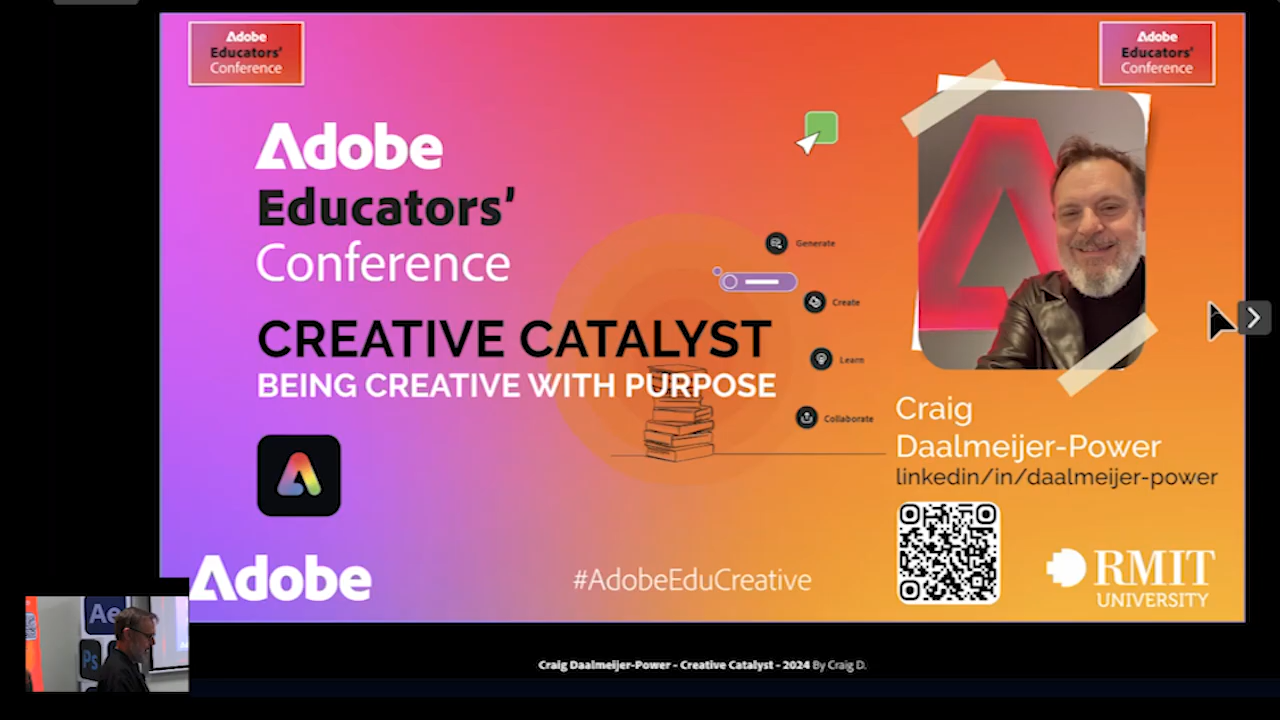 Adobe
Educators'
Conference
Adobe
Educators'
Conference
Adobe
Educators'
Conference
CREATIVE CATALYST
BEING CREATIVE WITH PURPOSE
Generate
Create
Learn
Collaborate
Craig
Daalmeijer-Power
linkedin/in/daalmeijer-power
Adobe
#AdobeEduCreative
RMIT
UNIVERSITY
Ae
Ps
Craig Daalmeijer-Power - Creative Catalyst - 2024 By Craig D.